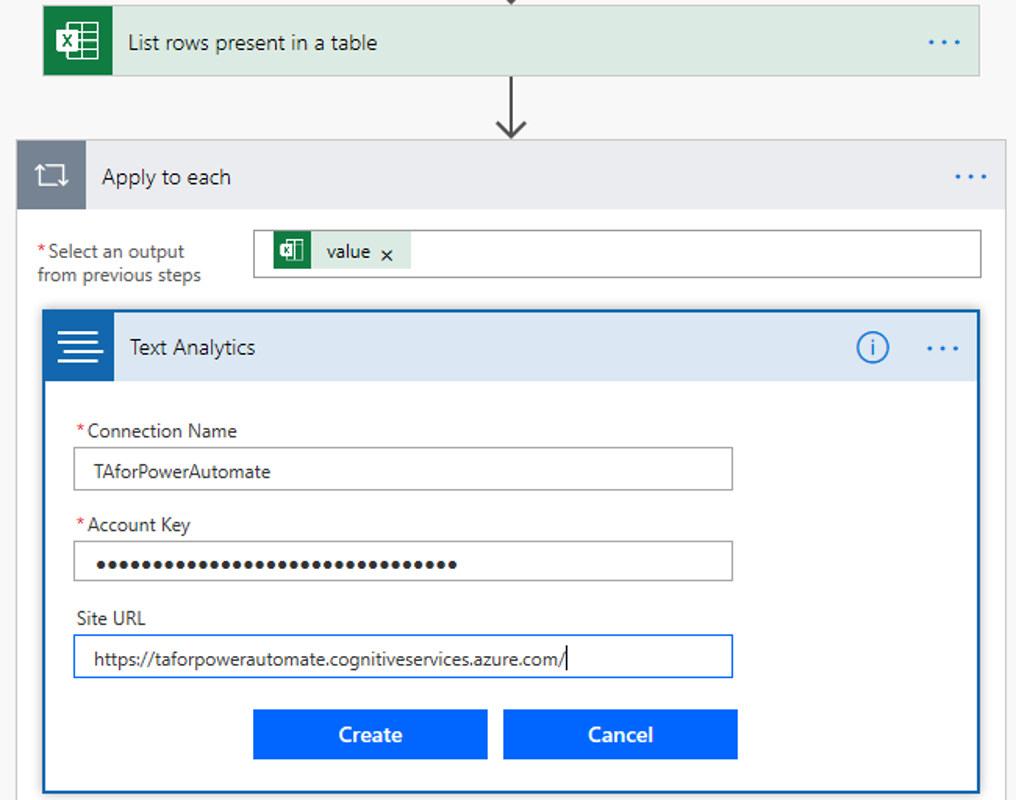 List rows present in a table
Apply to each
*Select an output
from previous steps
value
Text Analytics
*Connection Name
TAforPowerAutomate
*Account Key
••••••••••••••••••••••••••••••••
Site URL
https://taforpowerautomate.cognitiveservices.azure.com/
Create
Cancel